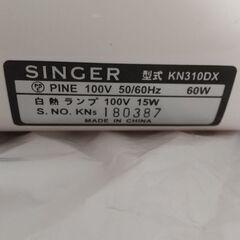 SINGER 型式 KN310DX
PINE 100V 50/60Hz 60W
白熱ランプ 100V 15W
S. NO. KN5 180387
MADE IN CHINA